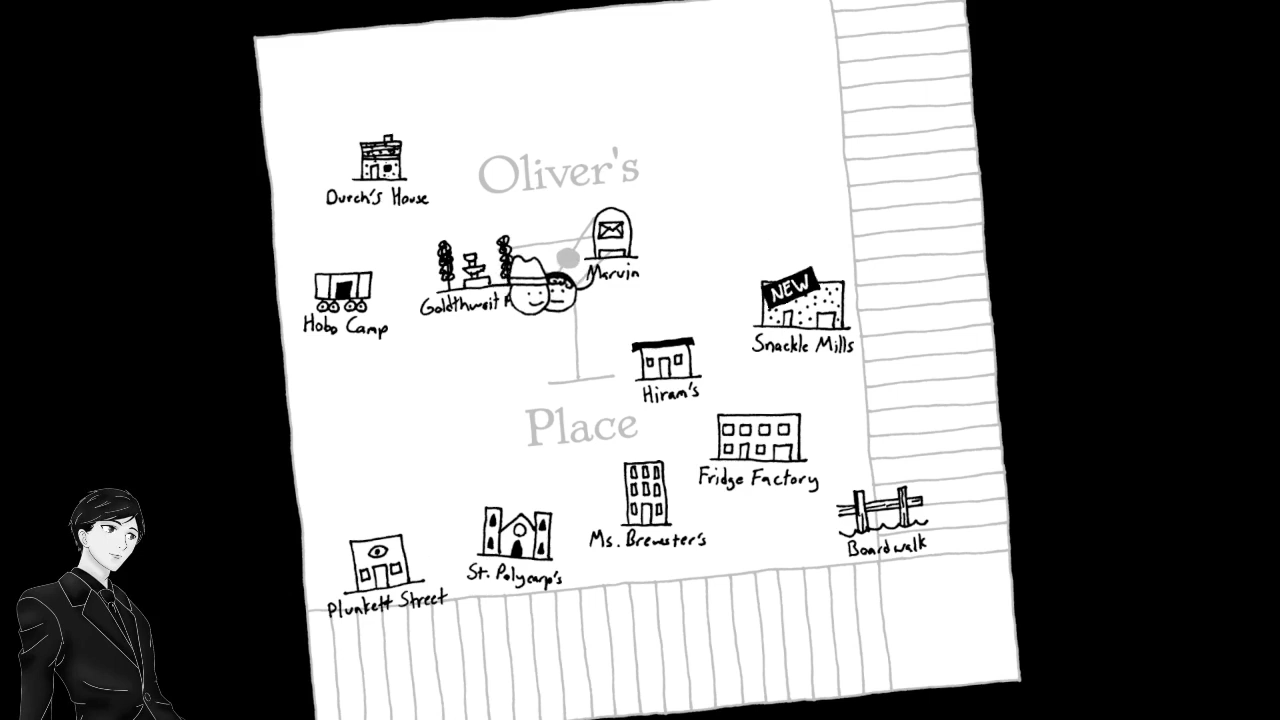 Oliver's
Durch's House
Marvin
Goldthwait
NEW
Hobo Camp
Snackle Mills
Hiram's
Place
Fridge Factory
Ms. Brewster's
Boardwalk
St. Polycarp's
Plunkett Street